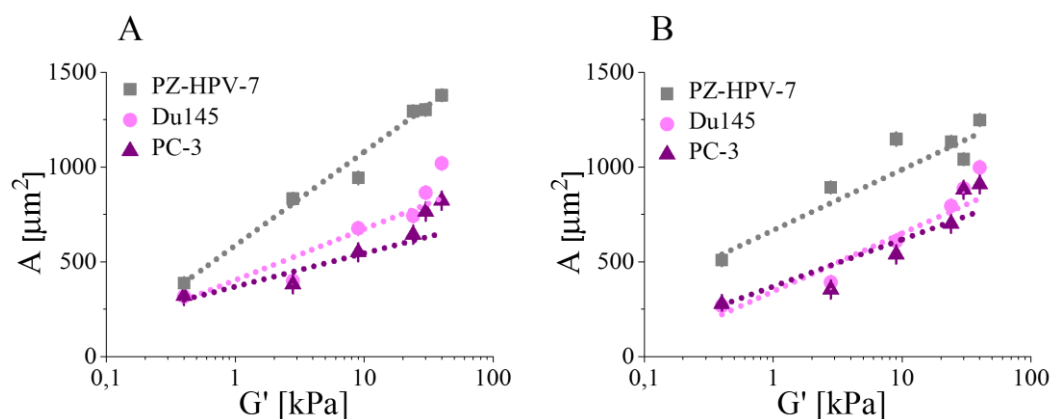 A
A [µm²]
1500
1000
500
0
PZ-HPV-7
Du145
PC-3
0,1
1
10
100
G' [kPa]
B
A [µm²]
1500
1000
500
0
PZ-HPV-7
Du145
PC-3
0,1
1
10
100
G' [kPa]